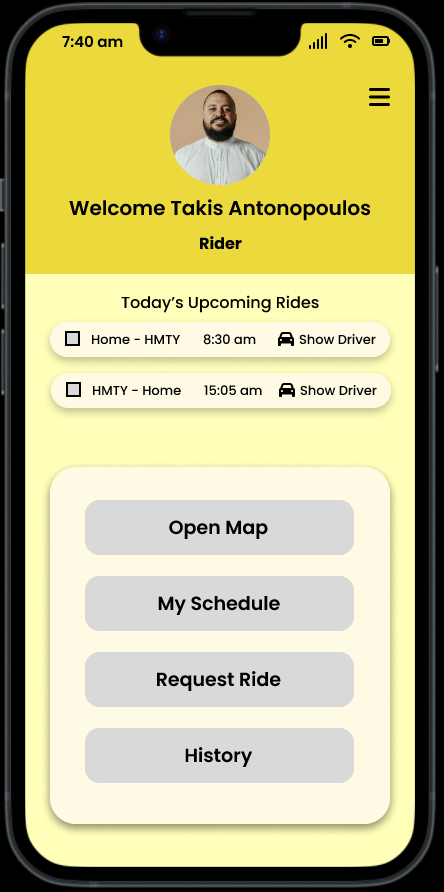 7:40 am
Welcome Takis Antonopoulos
Rider
Today’s Upcoming Rides
Home - HMTY 8:30 am Show Driver
HMTY - Home 15:05 am Show Driver
Open Map
My Schedule
Request Ride
History